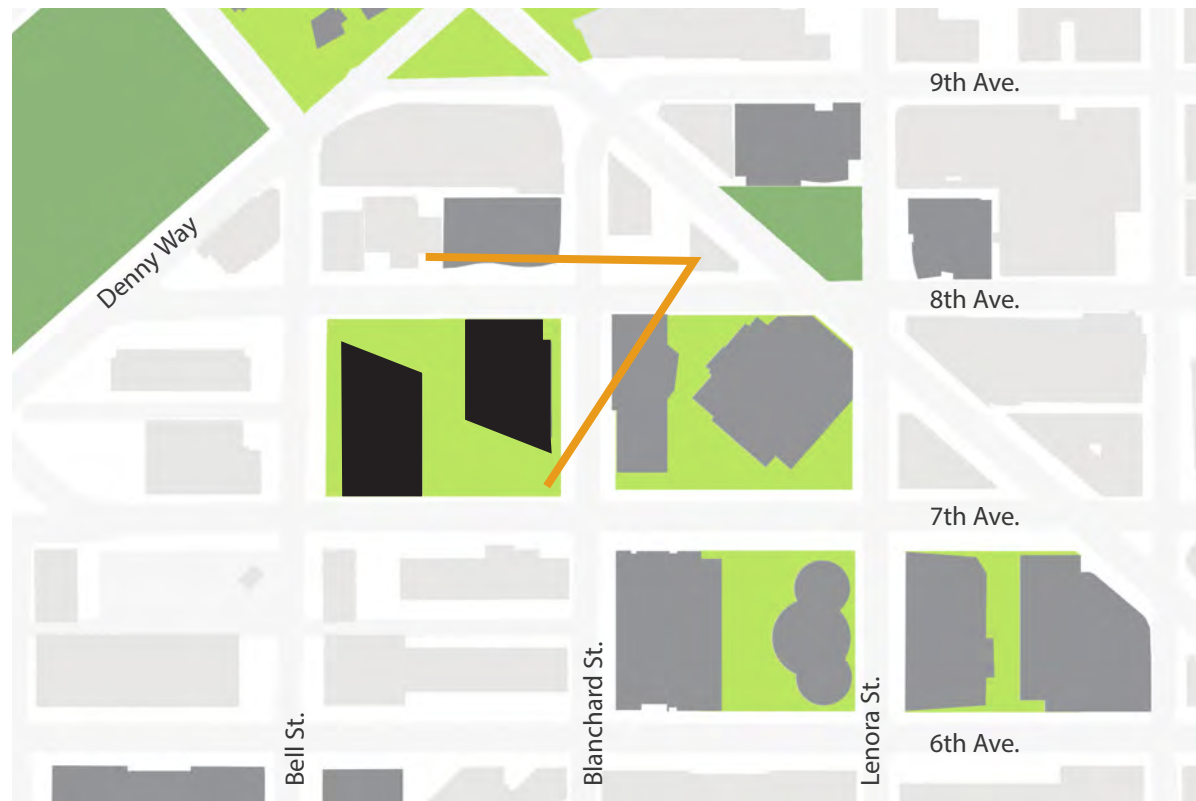 9th Ave.
Denny Way
8th Ave.
7th Ave.
Bell St.
Blanchard St.
Lenora St.
6th Ave.